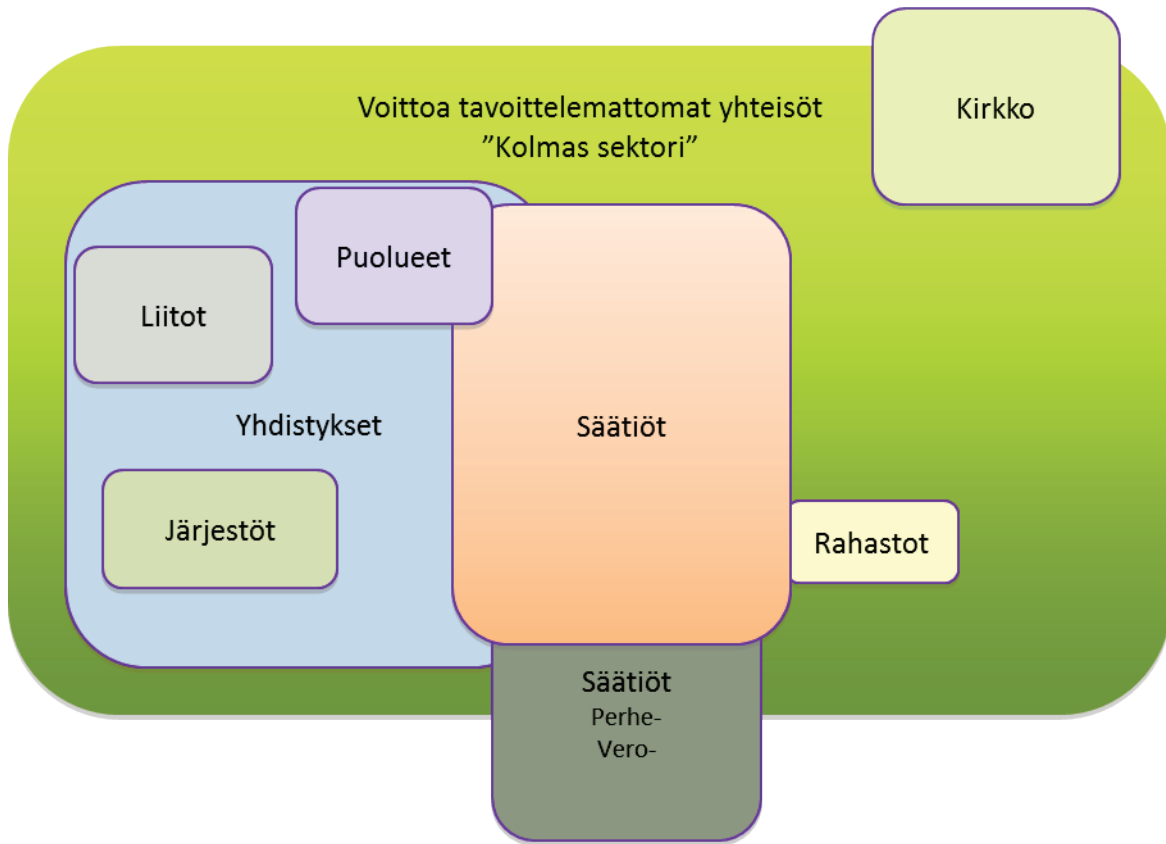 Voittoa tavoittelemattomat yhteisöt
”Kolmas sektori”
Kirkko
Puolueet
Liitot
Yhdistykset
Säätiöt
Järjestöt
Rahastot
Säätiöt
Perhe-
Vero-